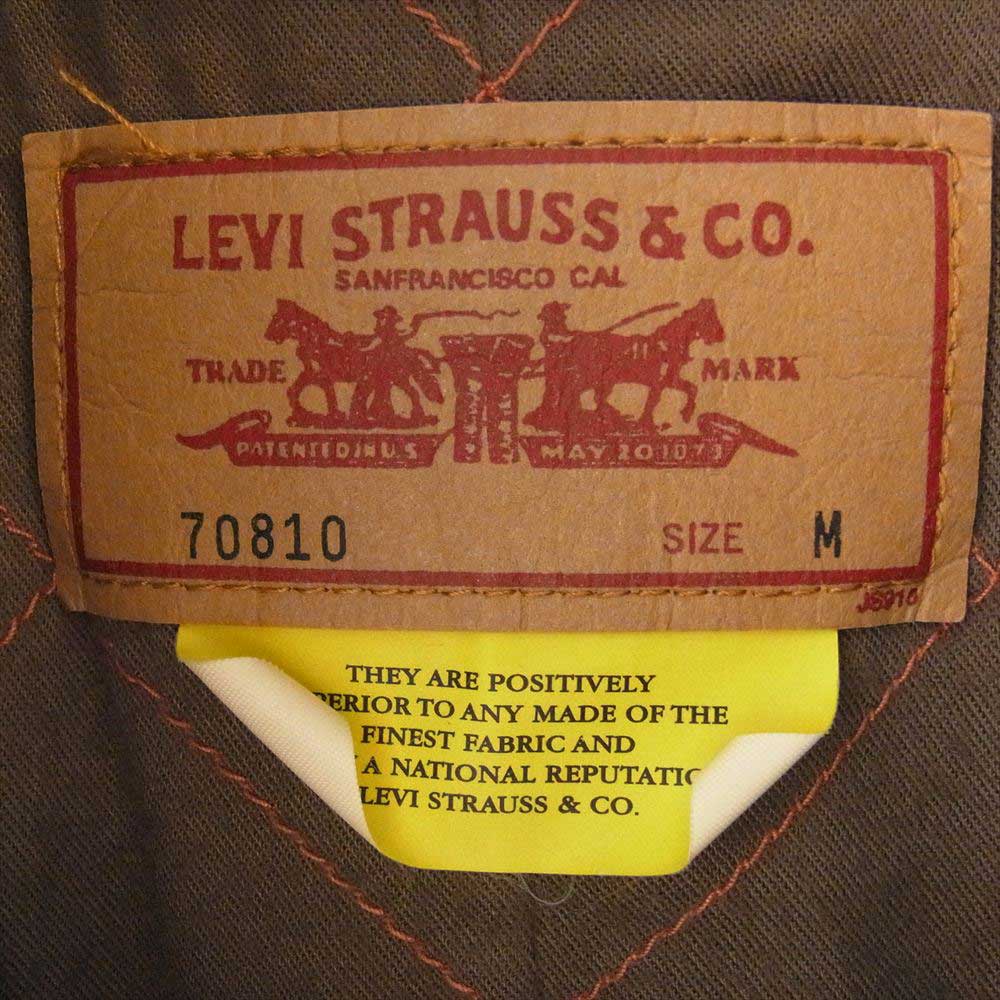 LEVI STRAUSS & CO.
SANFRANCISCO CAL
TRADE MARK
PATENTED IN U.S MAY 20 1873
70810 SIZE M
JS916
THEY ARE POSITIVELY
PERIOR TO ANY MADE OF THE
FINEST FABRIC AND
A NATIONAL REPUTATIO
LEVI STRAUSS & CO.